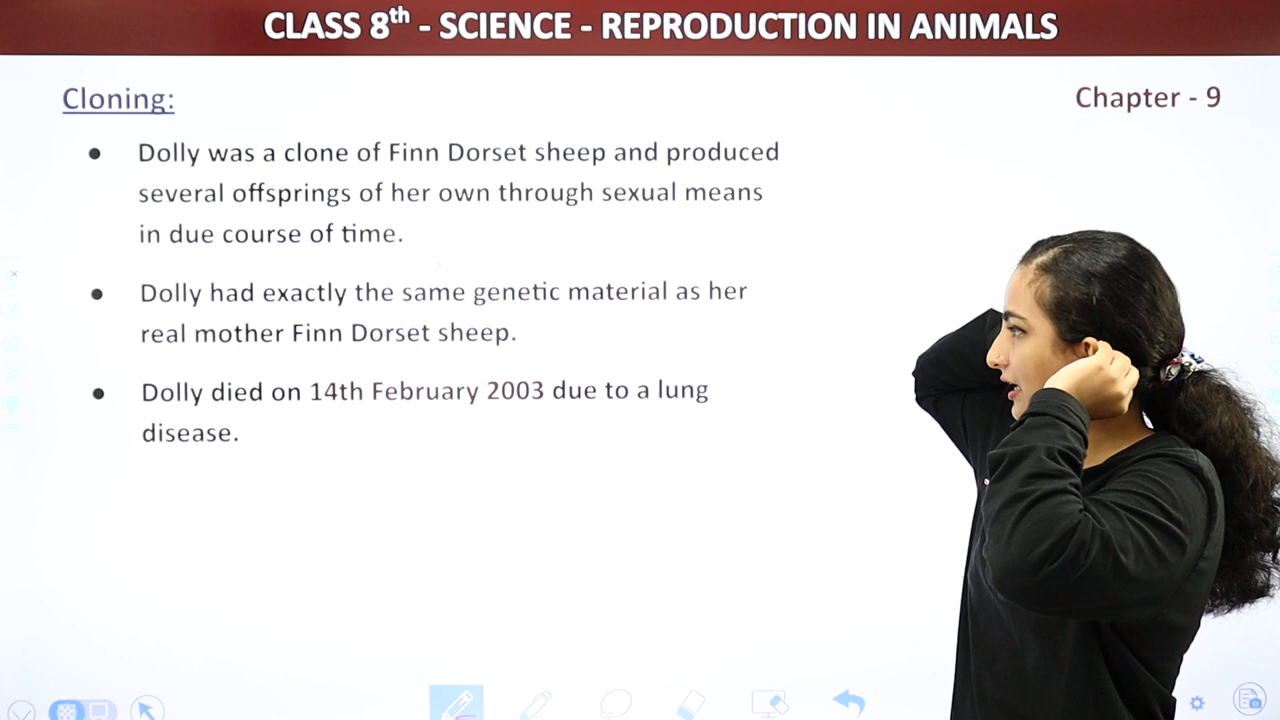 CLASS 8th - SCIENCE - REPRODUCTION IN ANIMALS
Cloning:
Chapter - 9
● Dolly was a clone of Finn Dorset sheep and produced
several offsprings of her own through sexual means
in due course of time.
● Dolly had exactly the same genetic material as her
real mother Finn Dorset sheep.
● Dolly died on 14th February 2003 due to a lung
disease.